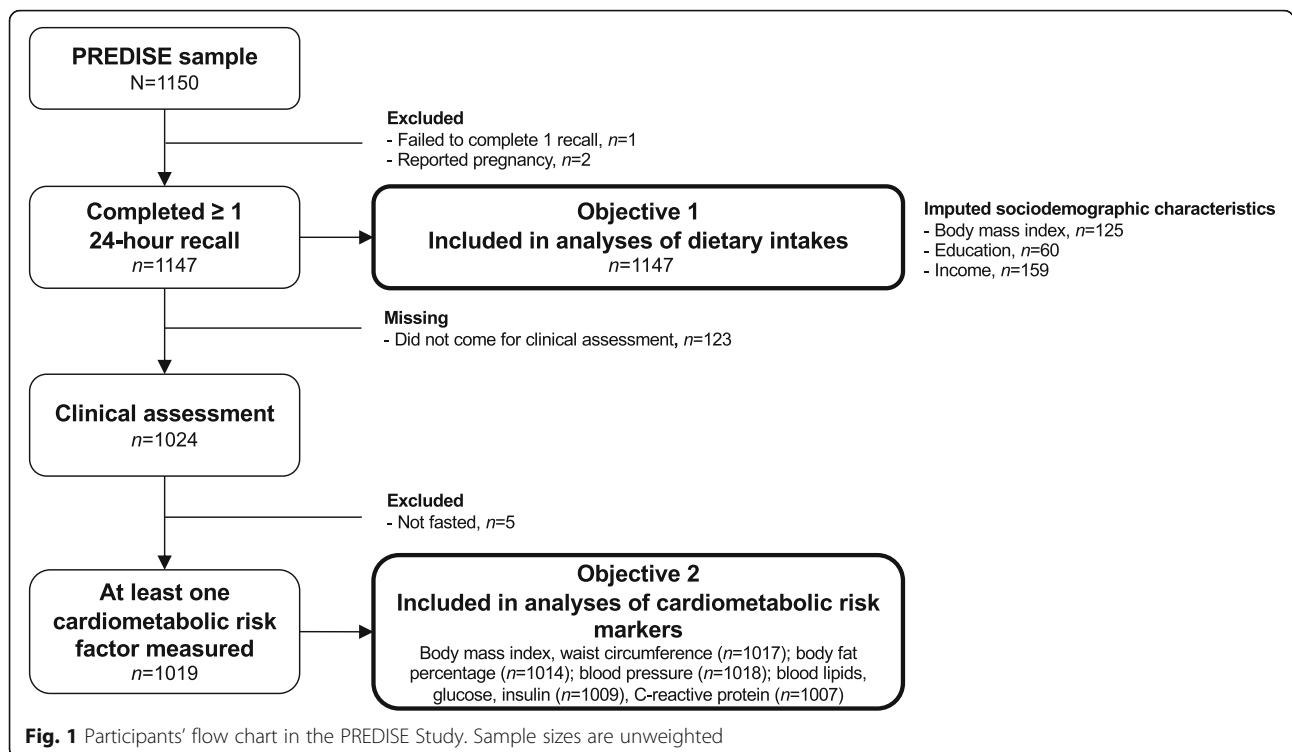 PREDISE sample
N=1150
Excluded
- Failed to complete 1 recall, n=1
- Reported pregnancy, n=2
Completed ≥ 1
24-hour recall
n=1147
Objective 1
Included in analyses of dietary intakes
n=1147
Imputed sociodemographic characteristics
- Body mass index, n=125
- Education, n=60
- Income, n=159
Missing
- Did not come for clinical assessment, n=123
Clinical assessment
n=1024
Excluded
- Not fasted, n=5
At least one
cardiometabolic risk
factor measured
n=1019
Objective 2
Included in analyses of cardiometabolic risk
markers
Body mass index, waist circumference (n=1017); body fat
percentage (n=1014); blood pressure (n=1018); blood lipids,
glucose, insulin (n=1009), C-reactive protein (n=1007)
Fig. 1 Participants' flow chart in the PREDISE Study. Sample sizes are unweighted